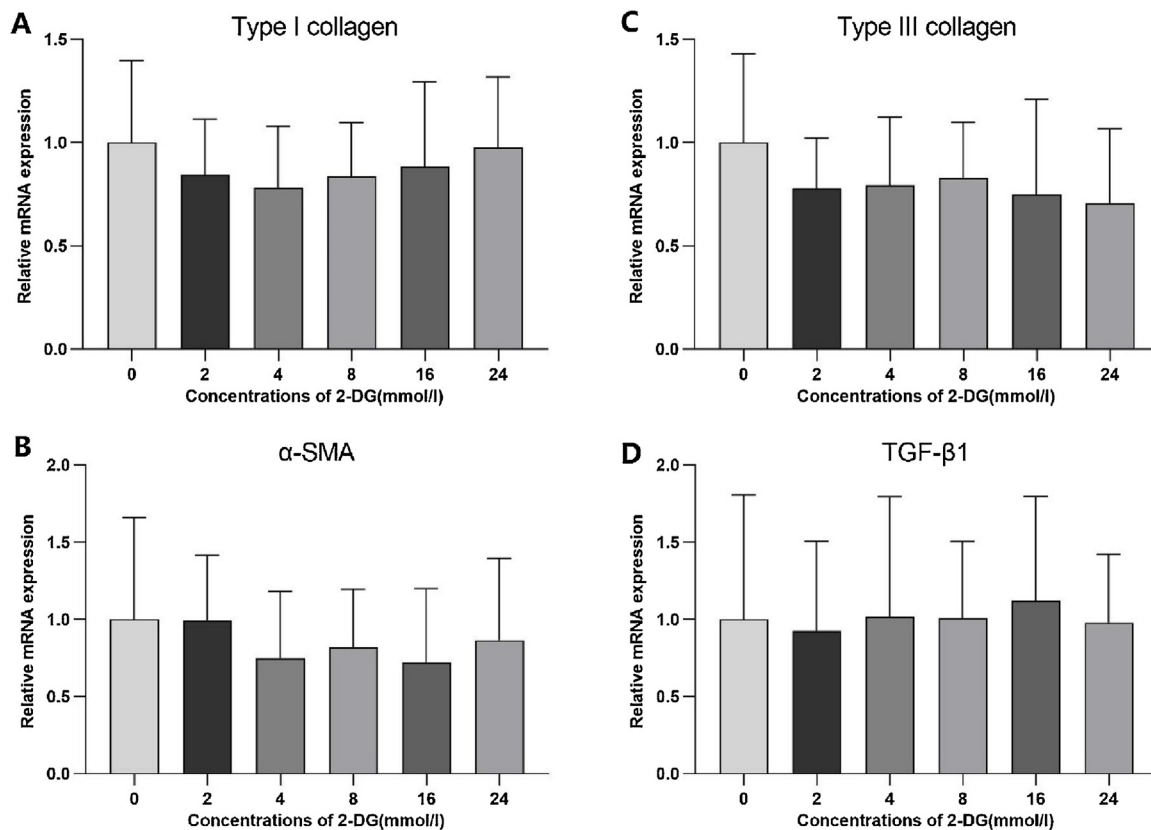 A
Type I collagen
Relative mRNA expression
1.5
1.0
0.5
0.0
0 2 4 8 16 24
Concentrations of 2-DG(mmol/l)
C
Type III collagen
Relative mRNA expression
1.5
1.0
0.5
0.0
0 2 4 8 16 24
Concentrations of 2-DG(mmol/l)
B
α-SMA
Relative mRNA expression
2.0
1.5
1.0
0.5
0.0
0 2 4 8 16 24
Concentrations of 2-DG(mmol/l)
D
TGF-β1
Relative mRNA expression
2.0
1.5
1.0
0.5
0.0
0 2 4 8 16 24
Concentrations of 2-DG(mmol/l)